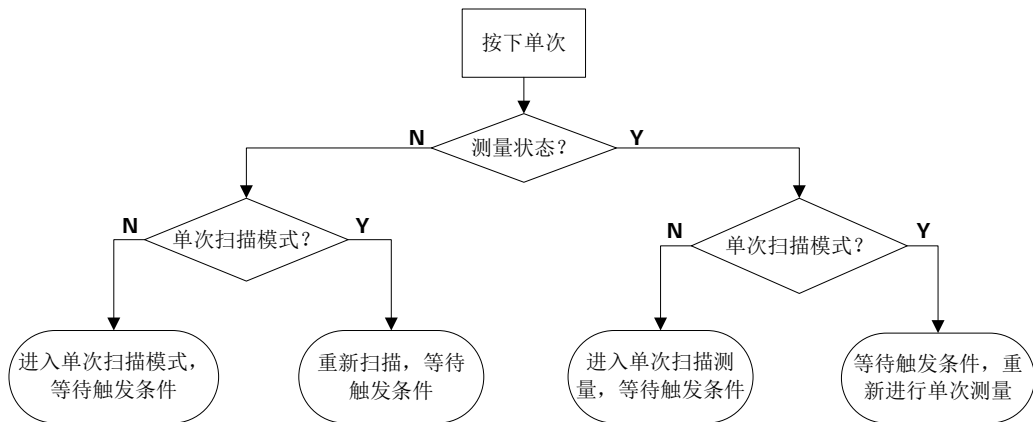 按下单次
N
测量状态？
Y
N
单次扫描模式？
Y
N
单次扫描模式？
Y
进入单次扫描模式，
等待触发条件
重新扫描，等待
触发条件
进入单次扫描测
量，等待触发条件
等待触发条件，重
新进行单次测量